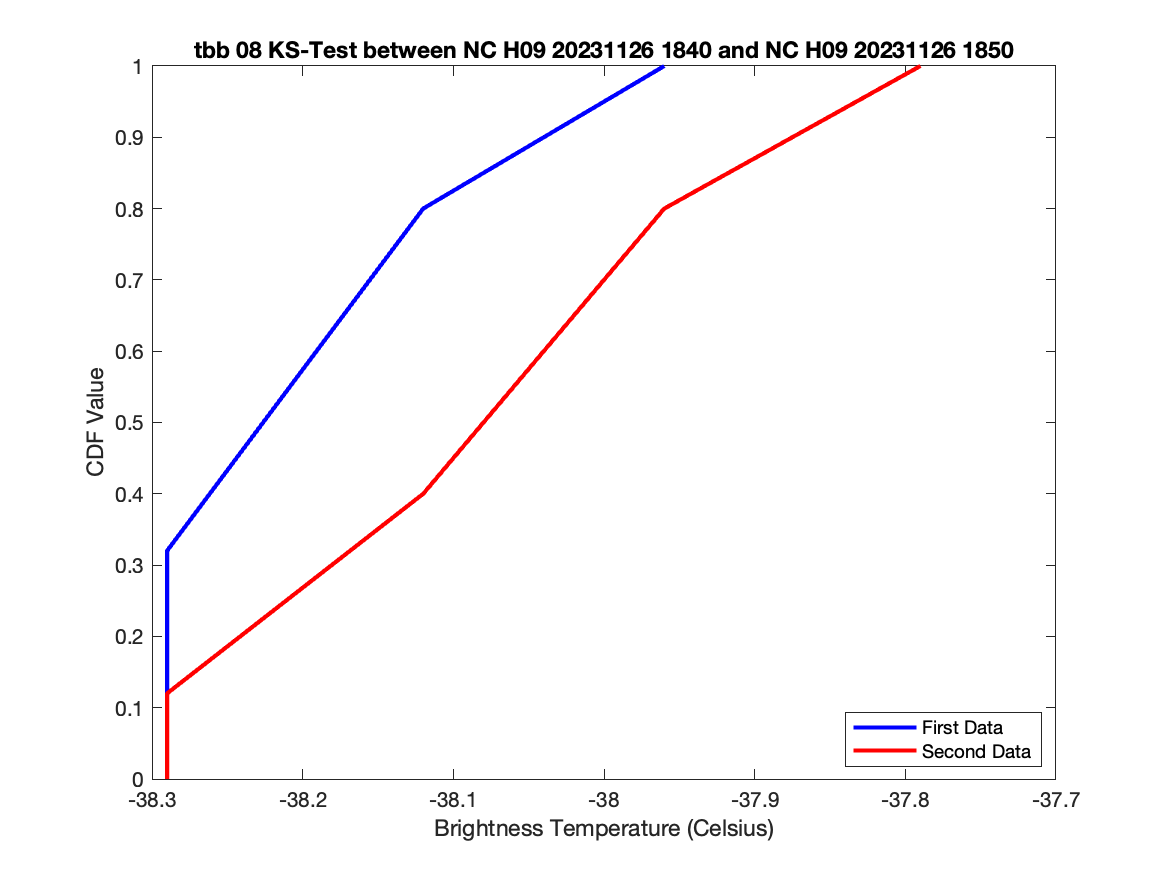 tbb 08 KS-Test between NC H09 20231126 1840 and NC H09 20231126 1850
1
0.9
0.8
0.7
0.6
0.5
0.4
0.3
0.2
0.1
0
CDF Value
First Data
Second Data
-38.3 -38.2 -38.1 -38 -37.9 -37.8 -37.7
Brightness Temperature (Celsius)